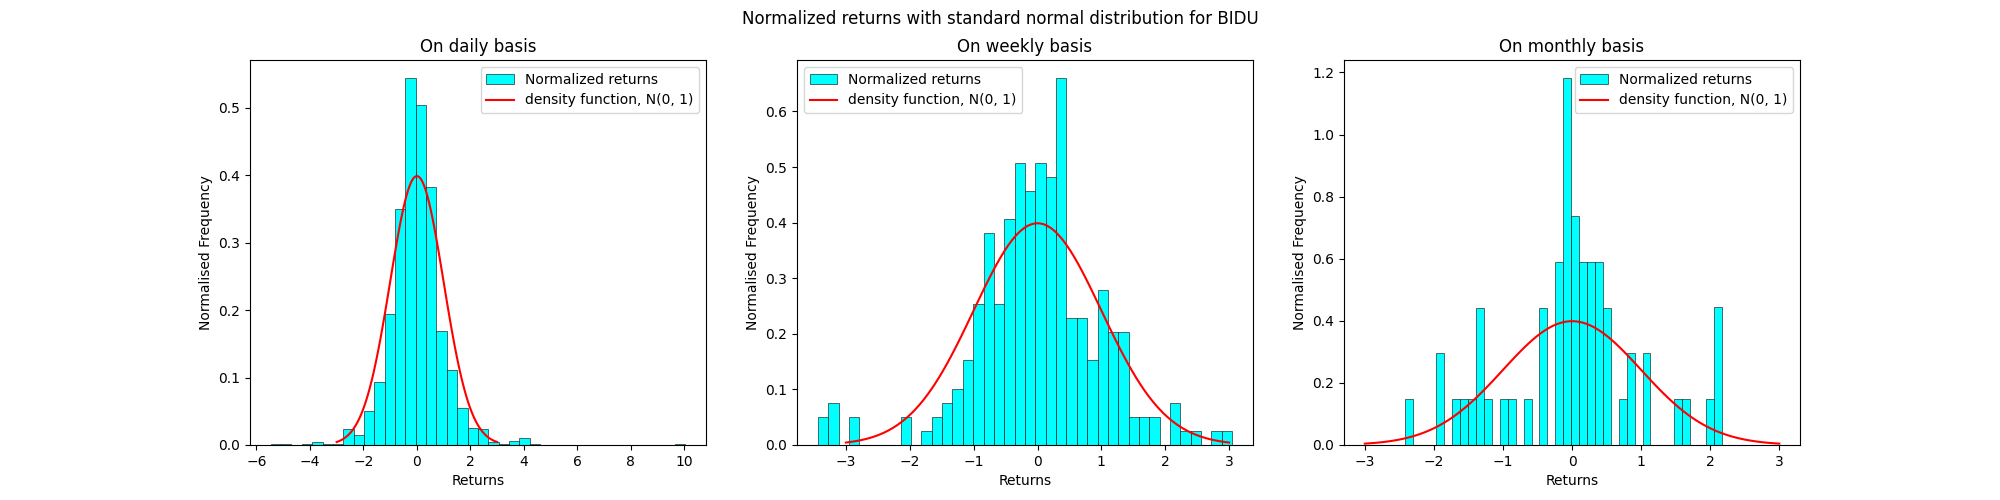 Normalized returns with standard normal distribution for BIDU
On daily basis
Normalized returns
density function, N(0, 1)
Normalised Frequency
0.5
0.4
0.3
0.2
0.1
0.0
−6 −4 −2 0 2 4 6 8 10
Returns
On weekly basis
Normalized returns
density function, N(0, 1)
Normalised Frequency
0.6
0.5
0.4
0.3
0.2
0.1
0.0
−3 −2 −1 0 1 2 3
Returns
On monthly basis
Normalized returns
density function, N(0, 1)
Normalised Frequency
1.2
1.0
0.8
0.6
0.4
0.2
0.0
−3 −2 −1 0 1 2 3
Returns